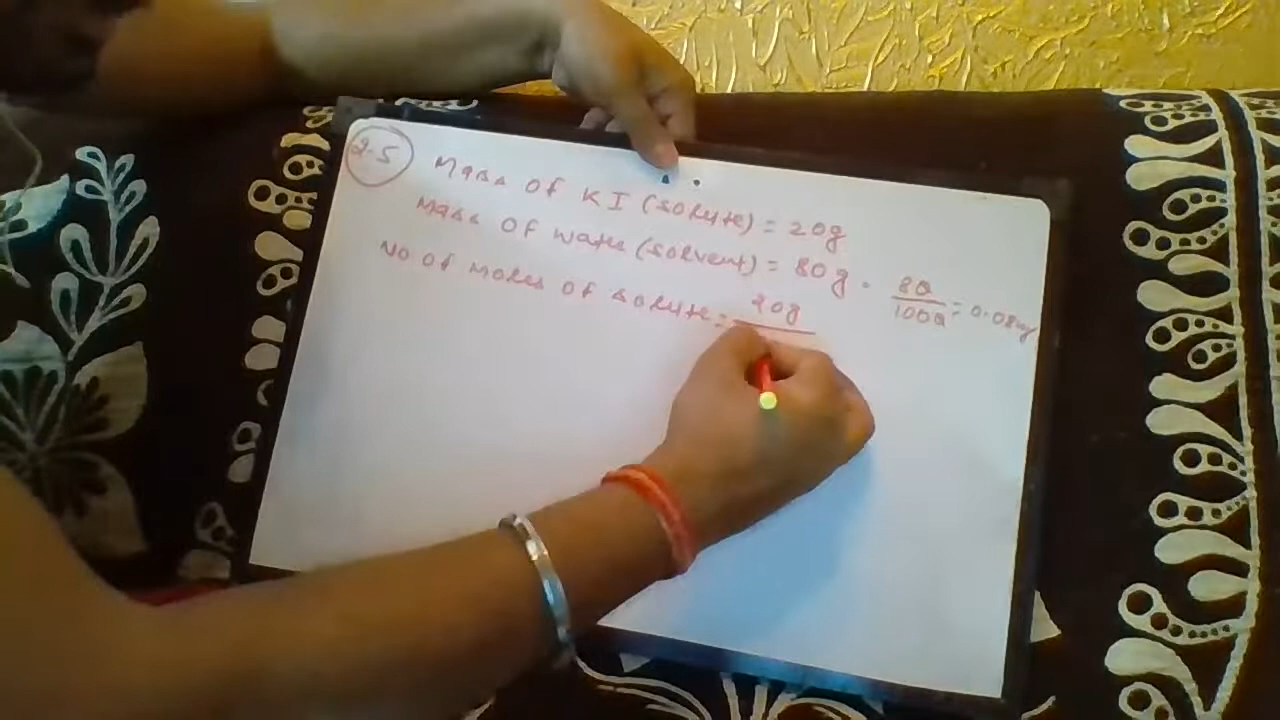 2.5
Mass of KI (solute) = 20g
Mass of water (solvent) = 80g = 80/1000 = 0.08kg
No of moles of solute = 20g